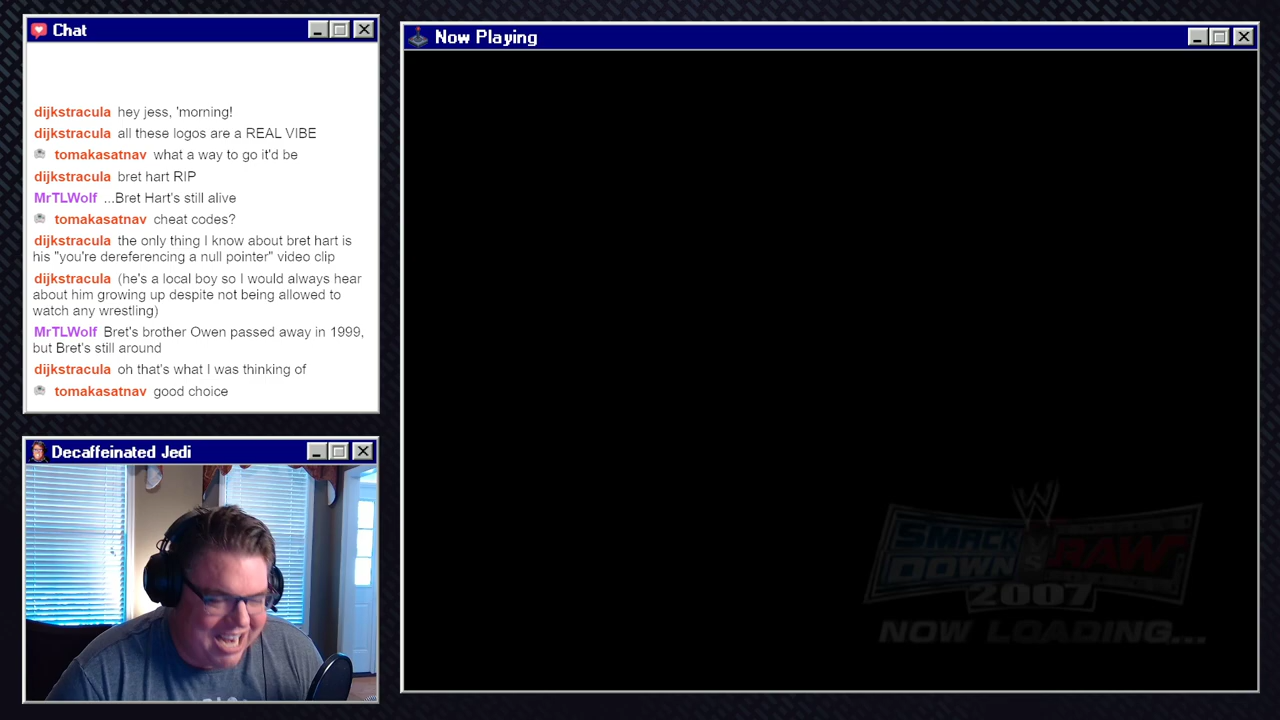 Chat
dijkstracula hey jess, 'morning!
dijkstracula all these logos are a REAL VIBE
tomakasatnav what a way to go it'd be
dijkstracula bret hart RIP
MrTLWolf ...Bret Hart's still alive
tomakasatnav cheat codes?
dijkstracula the only thing I know about bret hart is
his "you're dereferencing a null pointer" video clip
dijkstracula (he's a local boy so I would always hear
about him growing up despite not being allowed to
watch any wrestling)
MrTLWolf Bret's brother Owen passed away in 1999,
but Bret's still around
dijkstracula oh that's what I was thinking of
tomakasatnav good choice
Decaffeinated Jedi
Now Playing
W
SMACK
DOWN VS RAW
2007
NOW LOADING...